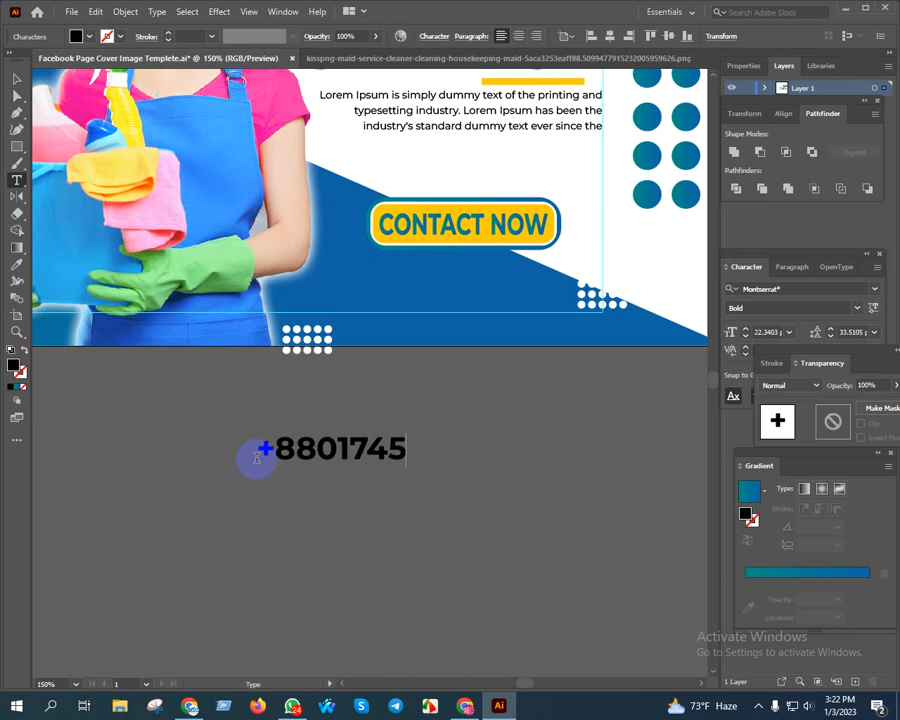 Ai File Edit Object Type Select Effect View Window Help Essentials Search Adobe Stock
Characters Stroke: Opacity: 100% Character Paragraph: Transform
Facebook Page Cover Image Templete.ai* @ 150% (RGB/Preview) × kisspng-maid-service-cleaner-cleaning-housekeeping-maid-5aca3253eaff88.5099477915232005959626.png
Properties Layers Libraries
Layer 1
Lorem Ipsum is simply dummy text of the printing and
typesetting industry. Lorem Ipsum has been the
industry's standard dummy text ever since the
Transform Align Pathfinder
Shape Modes:
Expand
Pathfinders:
CONTACT NOW
Character Paragraph OpenType
Montserrat*
Bold
22.3403 33.5105
Snap to G
Stroke Transparency
Normal Opacity: 100%
Make Mask
Clip
Invert
+8801745
Gradient
Type:
Stroke:
Opacity:
Location:
Activate Windows
Go to Settings to activate Windows.
150% 1 Type
1 Layer
73°F Haze 3:22 PM
1/3/2023
2